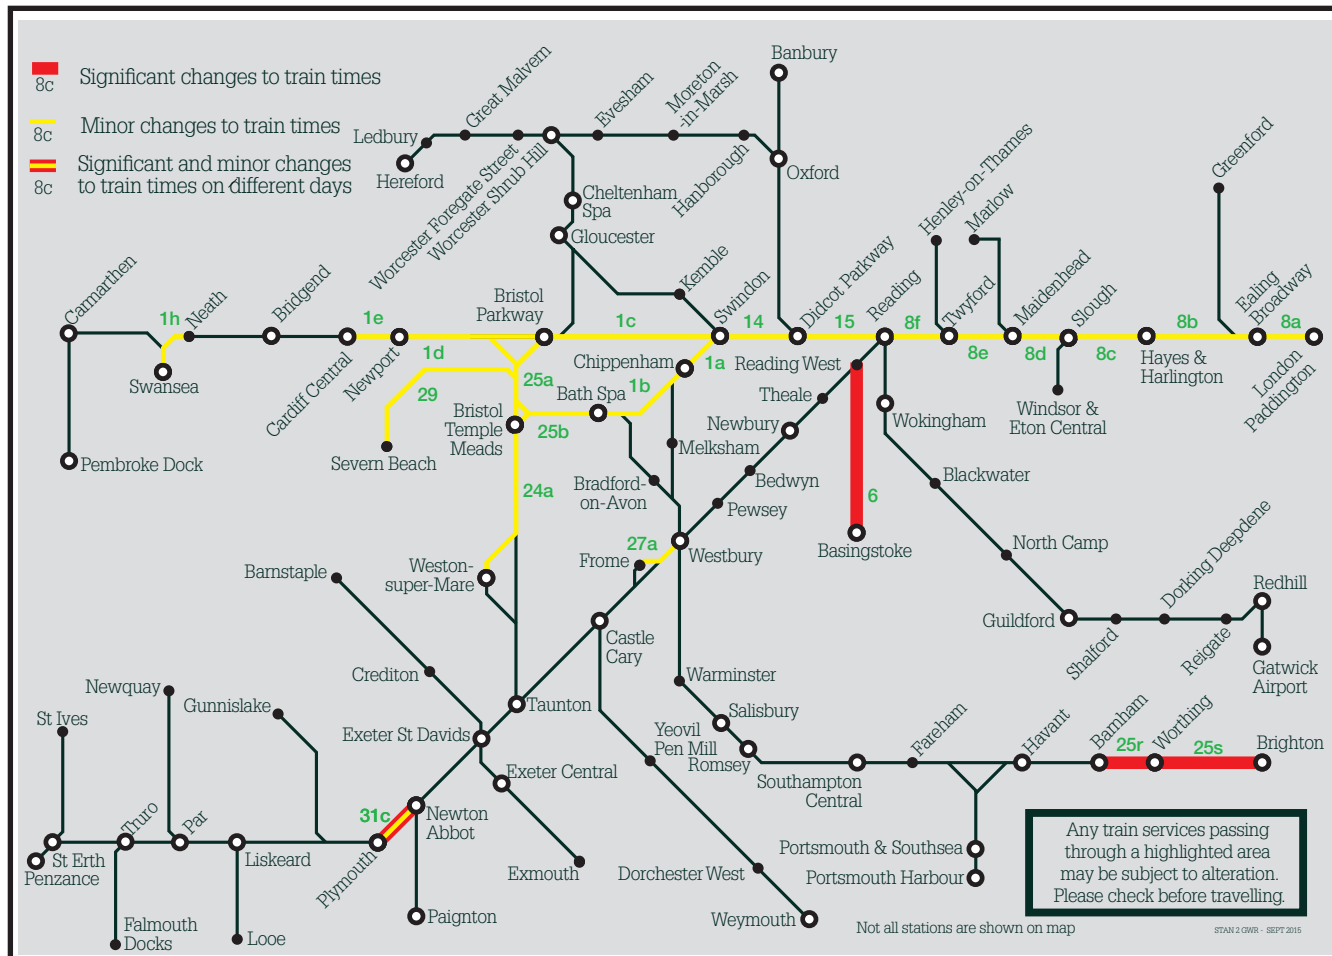 8c
Significant changes to train times
8c
Minor changes to train times
8c
Significant and minor changes
to train times on different days
Banbury
Great Malvern
Evesham
Moreton
-in-Marsh
Ledbury
Hereford
Worcester Foregate Street
Worcester Shrub Hill
Hanborough
Oxford
Greenford
Henley-on-Thames
Marlow
Cheltenham
Spa
Gloucester
Kemble
Carmarthen
1h
Neath
Bridgend
1e
Bristol
Parkway
1c
Swindon
14
Didcot Parkway
15
Reading
8f
Twyford
Maidenhead
Slough
8b
Ealing
Broadway
8a
Swansea
Cardiff Central
Newport
1d
25a
Chippenham
1a
Reading West
8e
8d
8c
Hayes &
Harlington
London
Paddington
29
Bath Spa
1b
Theale
Wokingham
Windsor &
Eton Central
Pembroke Dock
Severn Beach
Bristol
Temple
Meads
25b
Melksham
Newbury
Bedwyn
Blackwater
24a
Bradford-
on-Avon
Pewsey
6
Basingstoke
North Camp
Dorking Deepdene
Barnstaple
Weston-
super-Mare
Frome
27a
Westbury
Redhill
Guildford
Shalford
Reigate
Gatwick
Airport
Castle
Cary
Crediton
Warminster
Newquay
Gunnislake
St Ives
Taunton
Exeter St Davids
Salisbury
Yeovil
Pen Mill
Romsey
Fareham
Havant
Barnham
25r
Worthing
25s
Brighton
Exeter Central
Southampton
Central
31c
Newton
Abbot
Truro
Par
St Erth
Penzance
Liskeard
Plymouth
Exmouth
Dorchester West
Portsmouth & Southsea
Portsmouth Harbour
Any train services passing
through a highlighted area
may be subject to alteration.
Please check before travelling.
Falmouth
Docks
Looe
Paignton
Weymouth
Not all stations are shown on map
STAN 2 GWR - SEPT 2015